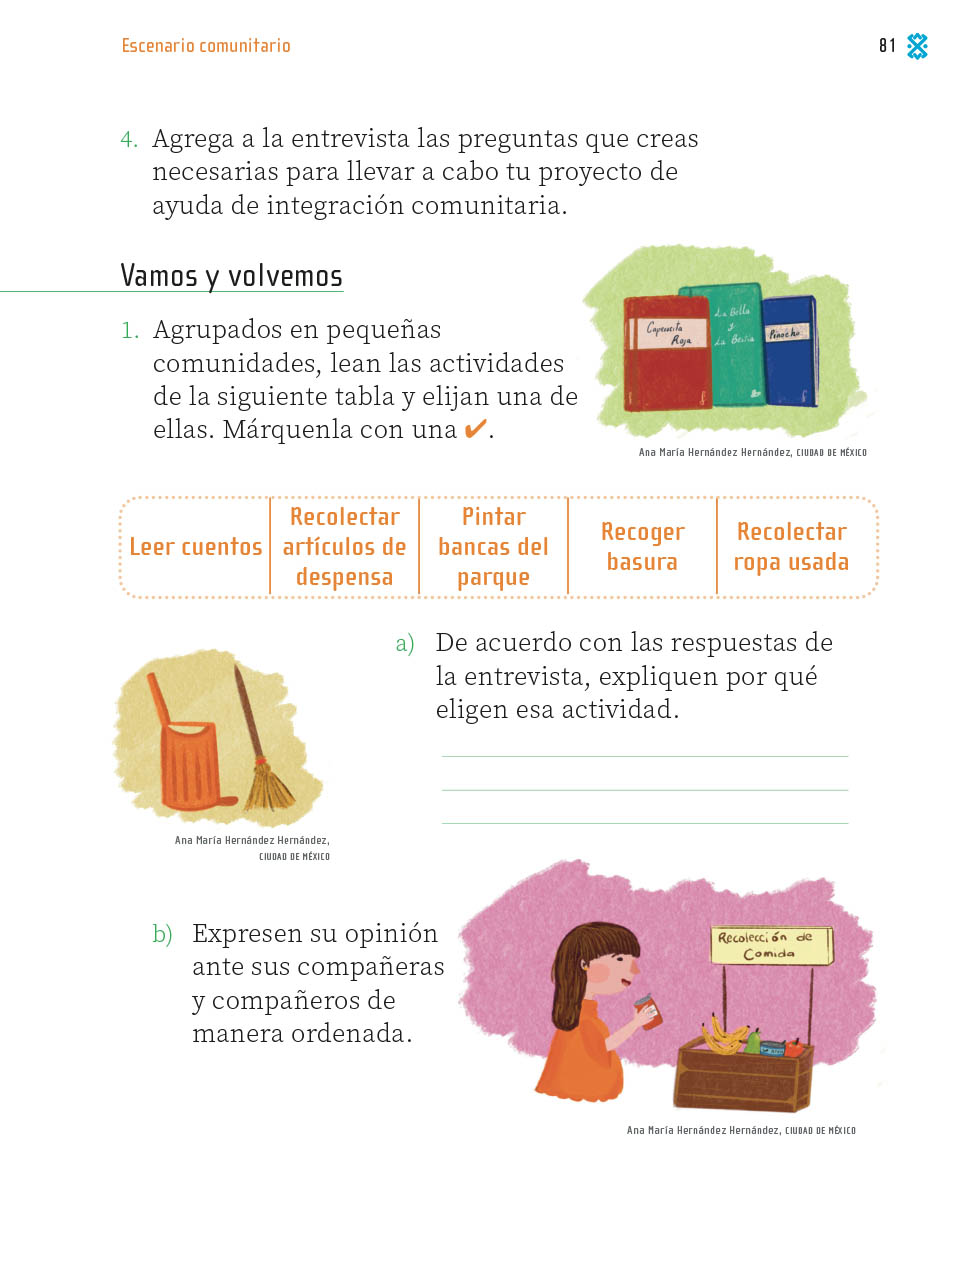 Escenario comunitario
81
4. Agrega a la entrevista las preguntas que creas
necesarias para llevar a cabo tu proyecto de
ayuda de integración comunitaria.
Vamos y volvemos
1. Agrupados en pequeñas
comunidades, lean las actividades
de la siguiente tabla y elijan una de
ellas. Márquenla con una ✔.
Caperucita
Roja
La Bella
y
La Bestia
Pinocho
Ana María Hernández Hernández, CIUDAD DE MÉXICO
Leer cuentos
Recolectar
artículos de
despensa
Pintar
bancas del
parque
Recoger
basura
Recolectar
ropa usada
a) De acuerdo con las respuestas de
la entrevista, expliquen por qué
eligen esa actividad.
Ana María Hernández Hernández,
CIUDAD DE MÉXICO
b) Expresen su opinión
ante sus compañeras
y compañeros de
manera ordenada.
Recolección de
Comida
Ana María Hernández Hernández, CIUDAD DE MÉXICO